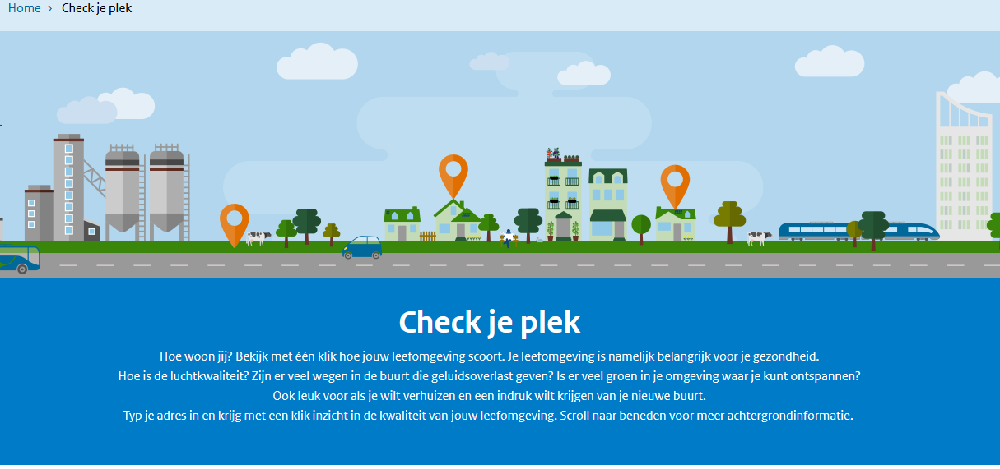 Home › Check je plek
Check je plek
Hoe woon jij? Bekijk met één klik hoe jouw leefomgeving scoort. Je leefomgeving is namelijk belangrijk voor je gezondheid.
Hoe is de luchtkwaliteit? Zijn er veel wegen in de buurt die geluidsoverlast geven? Is er veel groen in je omgeving waar je kunt ontspannen?
Ook leuk voor als je wilt verhuizen en een indruk wilt krijgen van je nieuwe buurt.
Typ je adres in en krijg met een klik inzicht in de kwaliteit van jouw leefomgeving. Scroll naar beneden voor meer achtergrondinformatie.